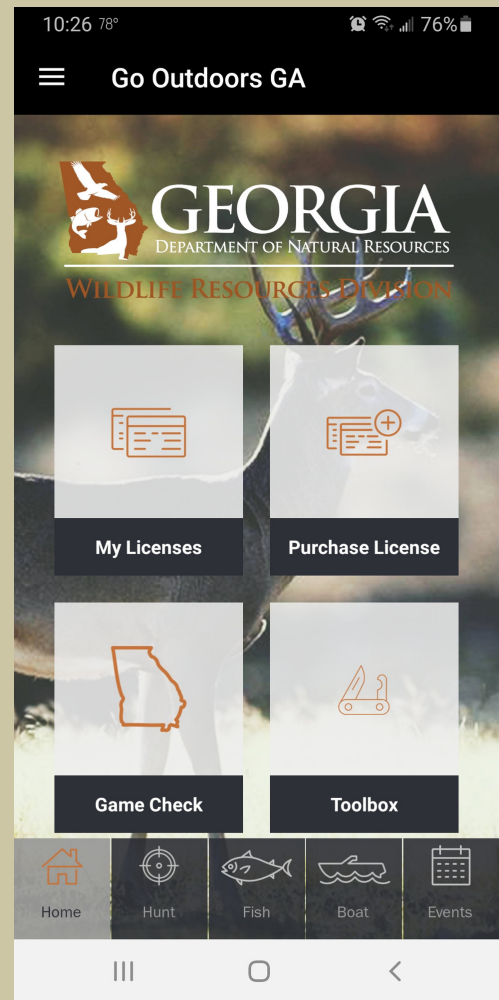 10:26 78° 76%
Go Outdoors GA
GEORGIA
DEPARTMENT OF NATURAL RESOURCES
WILDLIFE RESOURCES DIVISION
My Licenses
Purchase License
Game Check
Toolbox
Home Hunt Fish Boat Events